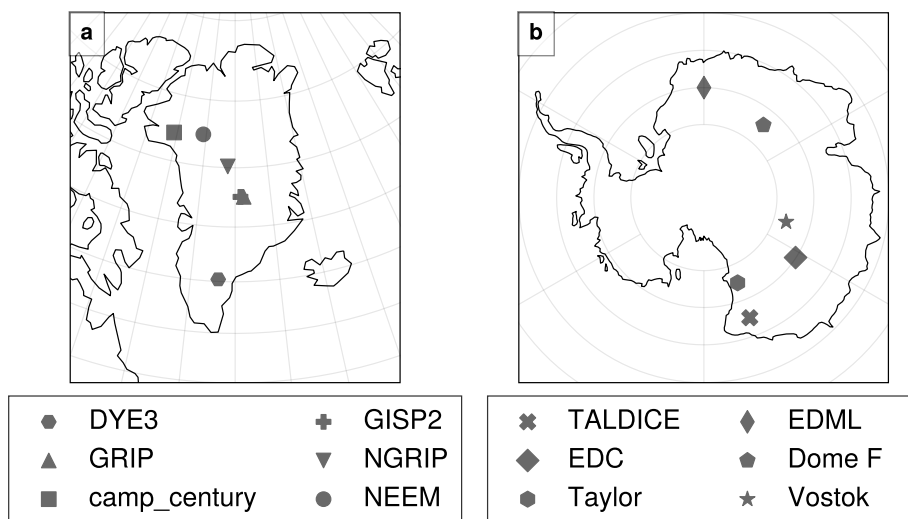 a
b
DYE3 GISP2
GRIP NGRIP
camp_century NEEM
TALDICE EDML
EDC Dome F
Taylor Vostok